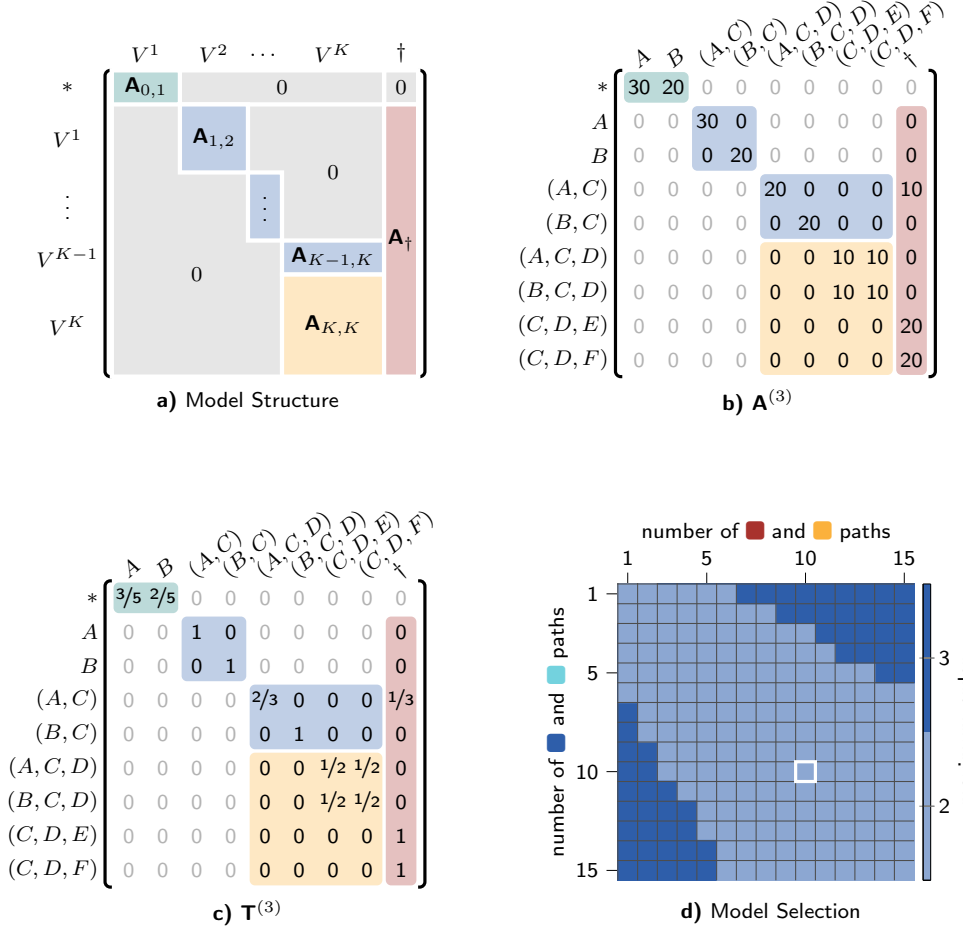 V^1 V^2 ⋯ V^K †
∗ A_{0,1} 0 0
V^1 A_{1,2}
⋮ ⋮ 0
V^{K−1} 0 A_{K−1,K} A_†
V^K A_{K,K}
a) Model Structure
A B (A, C) (B, C) (A, C, D) (B, C, D) (C, D, E) (C, D, F) †
∗ 30 20 0 0 0 0 0 0 0
A 0 0 30 0 0 0 0 0 0
B 0 0 0 20 0 0 0 0 0
(A, C) 0 0 0 0 20 0 0 0 10
(B, C) 0 0 0 0 0 20 0 0 0
(A, C, D) 0 0 0 0 0 0 10 10 0
(B, C, D) 0 0 0 0 0 0 10 10 0
(C, D, E) 0 0 0 0 0 0 0 0 20
(C, D, F) 0 0 0 0 0 0 0 0 20
b) A^{(3)}
A B (A, C) (B, C) (A, C, D) (B, C, D) (C, D, E) (C, D, F) †
∗ 3/5 2/5 0 0 0 0 0 0 0
A 0 0 1 0 0 0 0 0 0
B 0 0 0 1 0 0 0 0 0
(A, C) 0 0 0 0 2/3 0 0 0 1/3
(B, C) 0 0 0 0 0 1 0 0 0
(A, C, D) 0 0 0 0 0 0 1/2 1/2 0
(B, C, D) 0 0 0 0 0 0 1/2 1/2 0
(C, D, E) 0 0 0 0 0 0 0 0 1
(C, D, F) 0 0 0 0 0 0 0 0 1
c) T^{(3)}
number of and paths
1 5 10 15
number of and paths
1
5
10
15
3
2
d) Model Selection